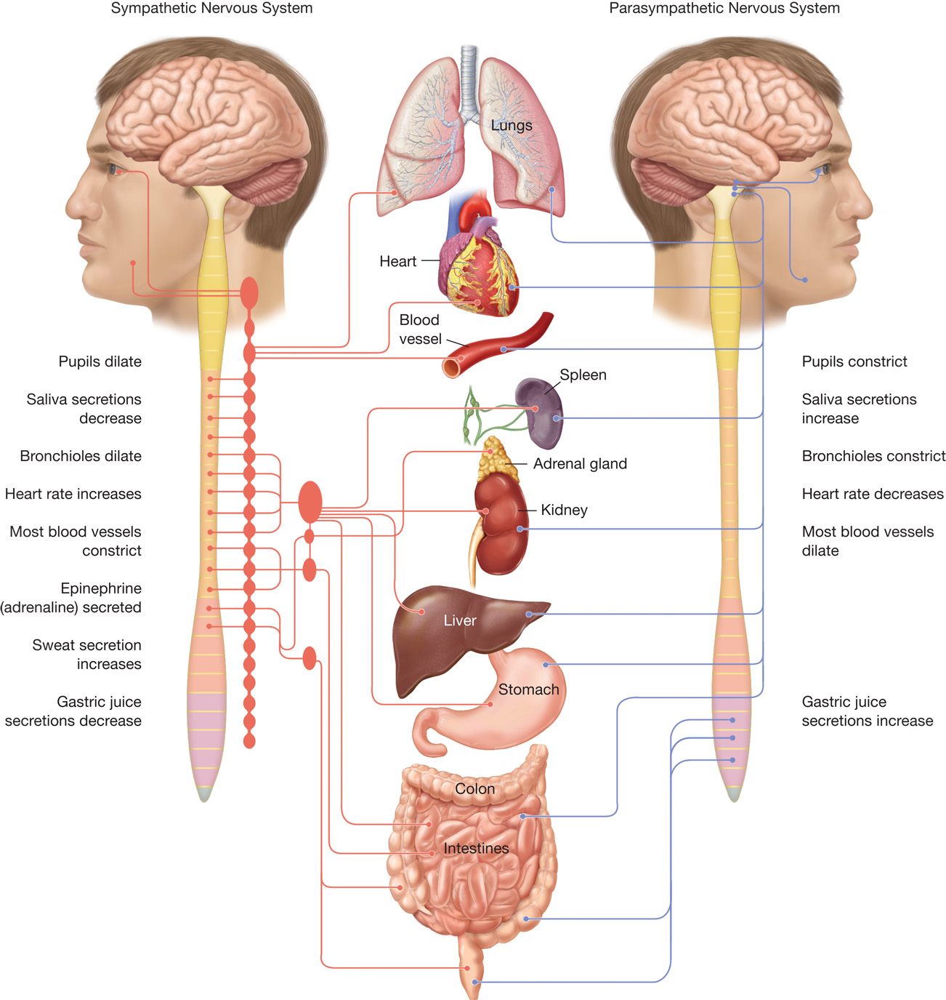 Sympathetic Nervous System
Parasympathetic Nervous System
Lungs
Heart
Blood
vessel
Spleen
Adrenal gland
Kidney
Liver
Stomach
Colon
Intestines
Pupils dilate
Saliva secretions
decrease
Bronchioles dilate
Heart rate increases
Most blood vessels
constrict
Epinephrine
(adrenaline) secreted
Sweat secretion
increases
Gastric juice
secretions decrease
Pupils constrict
Saliva secretions
increase
Bronchioles constrict
Heart rate decreases
Most blood vessels
dilate
Gastric juice
secretions increase